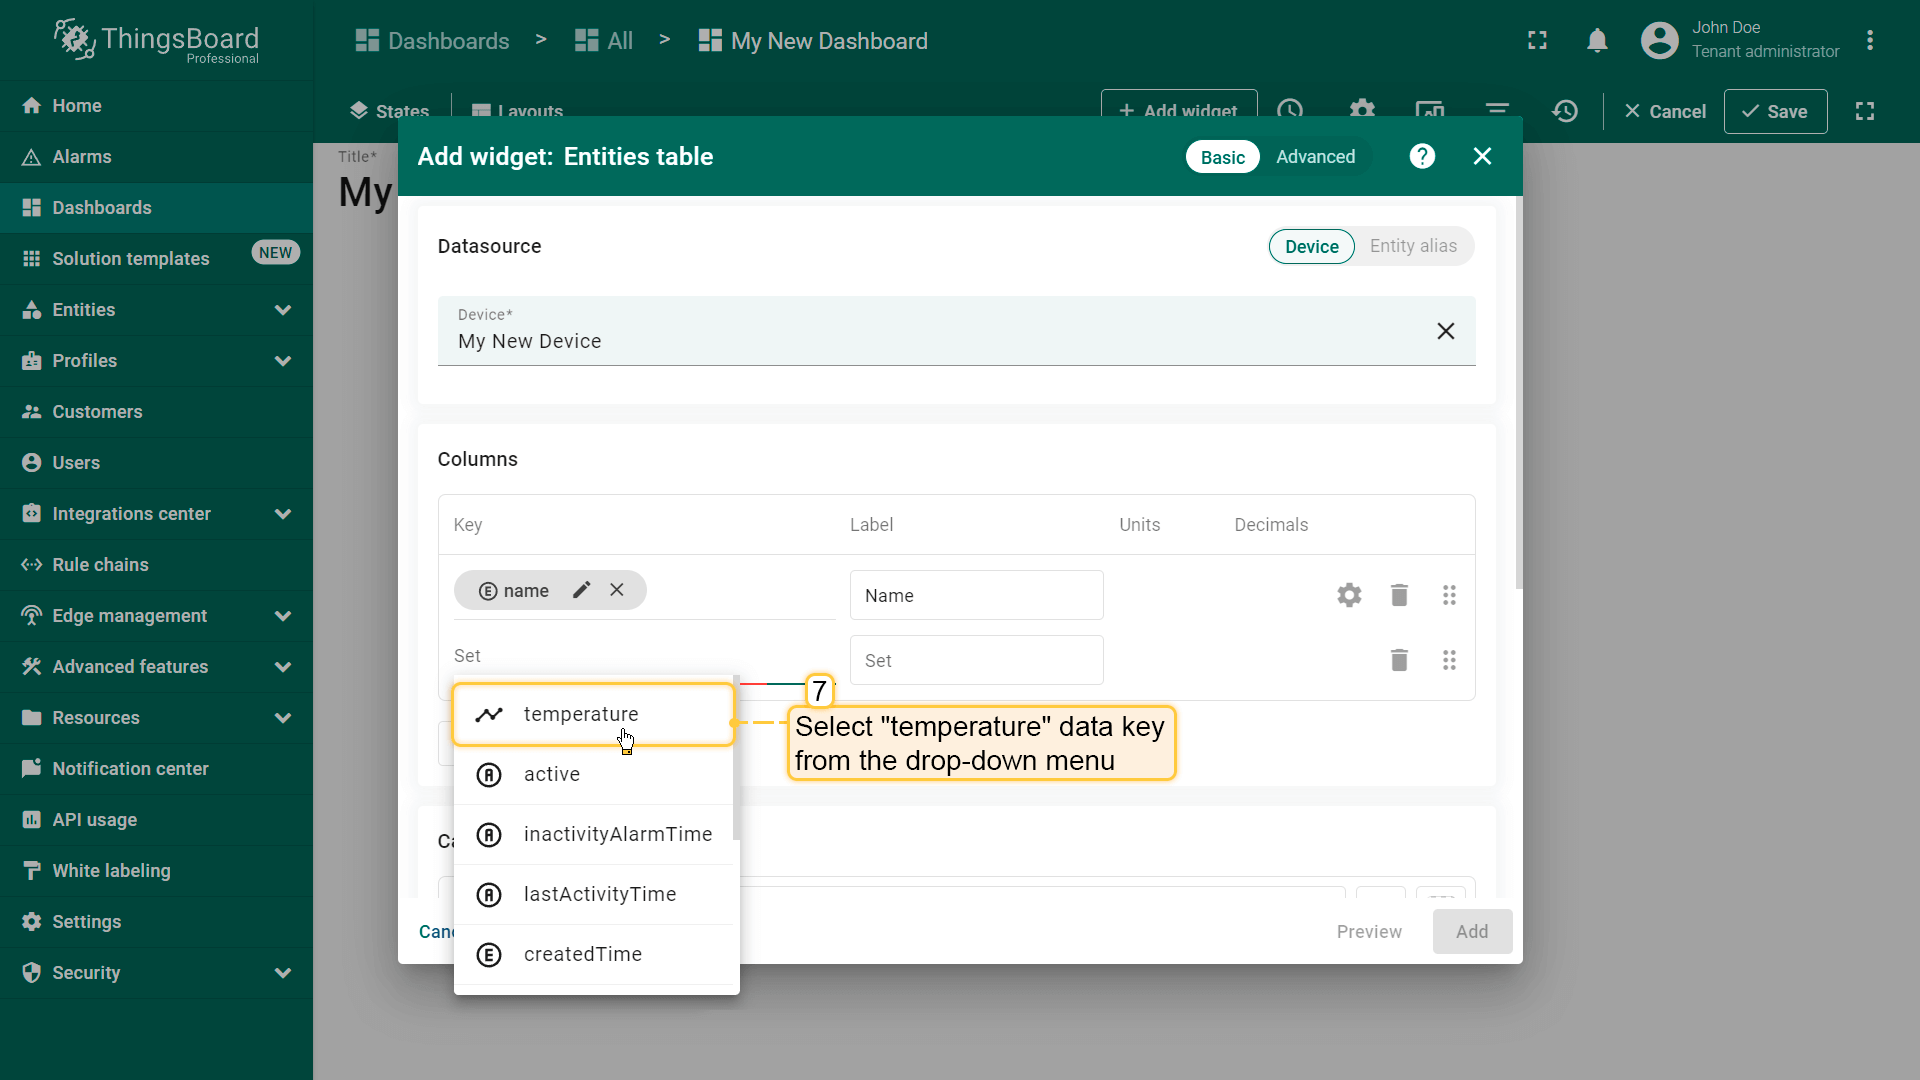 ThingsBoard
Professional
Dashboards > All > My New Dashboard
John Doe
Tenant administrator
Home
Alarms
Dashboards
Solution templates NEW
Entities
Profiles
Customers
Users
Integrations center
Rule chains
Edge management
Advanced features
Resources
Notification center
API usage
White labeling
Settings
Security
States Layouts
+ Add widget
Cancel
Save
Title*
My
Add widget: Entities table
Basic Advanced
Datasource
Device Entity alias
Device*
My New Device
Columns
Key Label Units Decimals
name Name
Set Set
temperature
active
inactivityAlarmTime
lastActivityTime
createdTime
7
Select "temperature" data key
from the drop-down menu
Preview Add